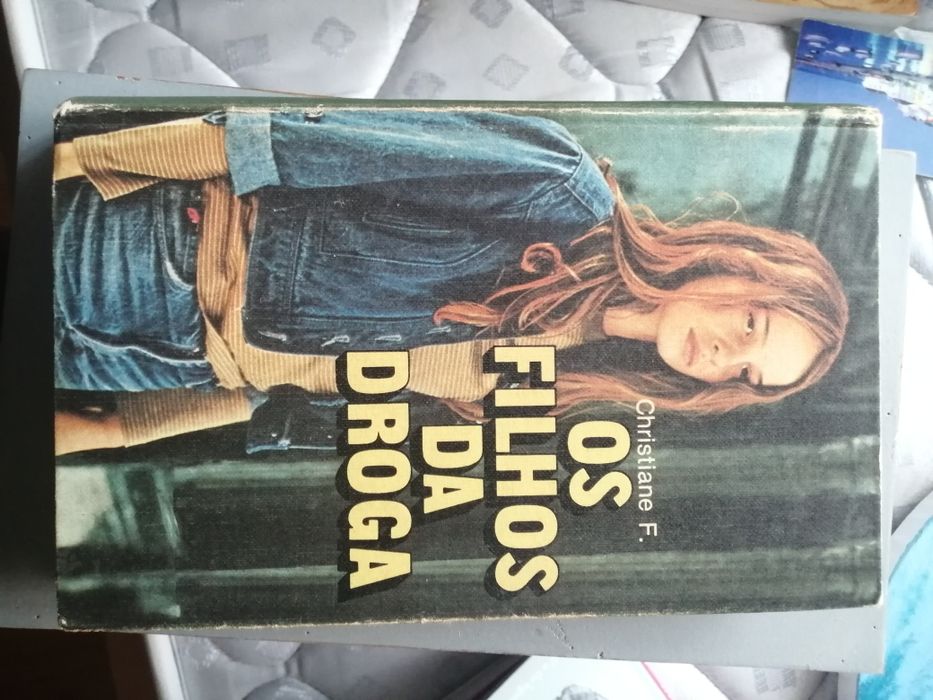 Christiane F.
OS
FILHOS
DA
DROGA